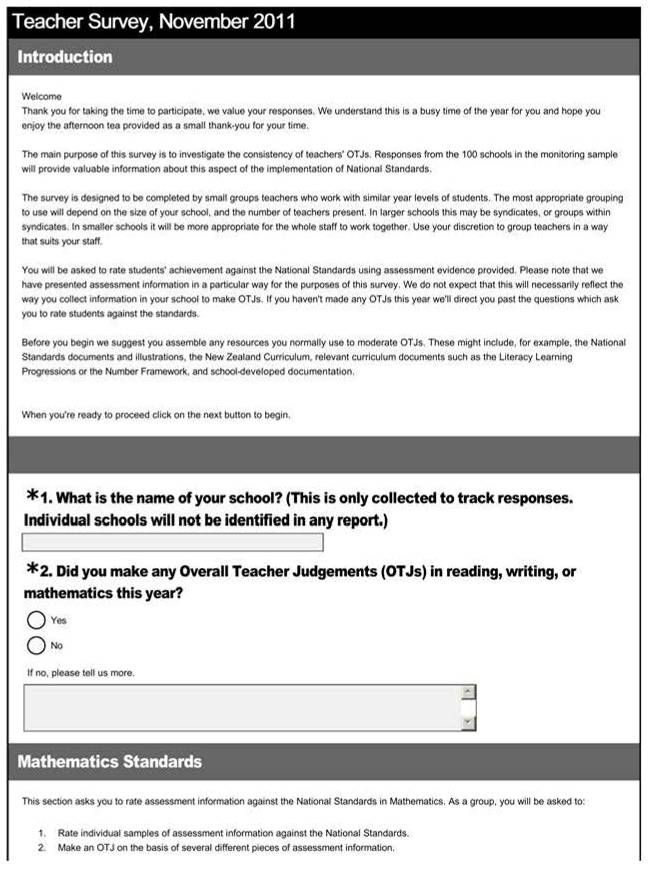 Teacher Survey, November 2011
Introduction
Welcome
Thank you for taking the time to participate, we value your responses. We understand this is a busy time of the year for you and hope you
enjoy the afternoon tea provided as a small thank-you for your time.
The main purpose of this survey is to investigate the consistency of teachers' OTJs. Responses from the 100 schools in the monitoring sample
will provide valuable information about this aspect of the implementation of National Standards.
The survey is designed to be completed by small groups teachers who work with similar year levels of students. The most appropriate grouping
to use will depend on the size of your school, and the number of teachers present. In larger schools this may be syndicates, or groups within
syndicates. In smaller schools it will be more appropriate for the whole staff to work together. Use your discretion to group teachers in a way
that suits your staff.
You will be asked to rate students' achievement against the National Standards using assessment evidence provided. Please note that we
have presented assessment information in a particular way for the purposes of this survey. We do not expect that this will necessarily reflect the
way you collect information in your school to make OTJs. If you haven't made any OTJs this year we'll direct you past the questions which ask
you to rate students against the standards.
Before you begin we suggest you assemble any resources you normally use to moderate OTJs. These might include, for example, the National
Standards documents and illustrations, the New Zealand Curriculum, relevant curriculum documents such as the Literacy Learning
Progressions or the Number Framework, and school-developed documentation.
When you're ready to proceed click on the next button to begin.
*1. What is the name of your school? (This is only collected to track responses.
Individual schools will not be identified in any report.)
*2. Did you make any Overall Teacher Judgements (OTJs) in reading, writing, or
mathematics this year?
Yes
No
If no, please tell us more.
Mathematics Standards
This section asks you to rate assessment information against the National Standards in Mathematics. As a group, you will be asked to:
1. Rate individual samples of assessment information against the National Standards.
2. Make an OTJ on the basis of several different pieces of assessment information.